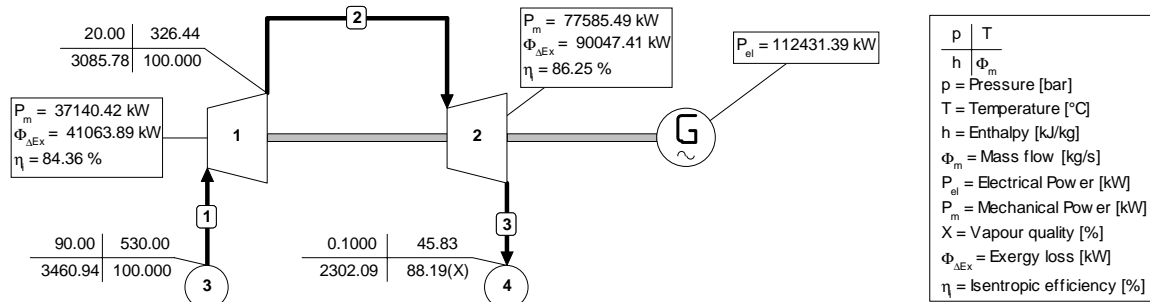 2
20.00 326.44
3085.78 100.000
P_m = 77585.49 kW
Φ_ΔEx = 90047.41 kW
η_i = 86.25 %
P_el = 112431.39 kW
P_m = 37140.42 kW
Φ_ΔEx = 41063.89 kW
η_i = 84.36 %
1
2
G
~
1
3
90.00 530.00
3460.94 100.000
3
0.1000 45.83
2302.09 88.19(X)
4
p T
h Φ_m
p = Pressure [bar]
T = Temperature [°C]
h = Enthalpy [kJ/kg]
Φ_m = Mass flow [kg/s]
P_el = Electrical Power [kW]
P_m = Mechanical Power [kW]
X = Vapour quality [%]
Φ_ΔEx = Exergy loss [kW]
η_i = Isentropic efficiency [%]